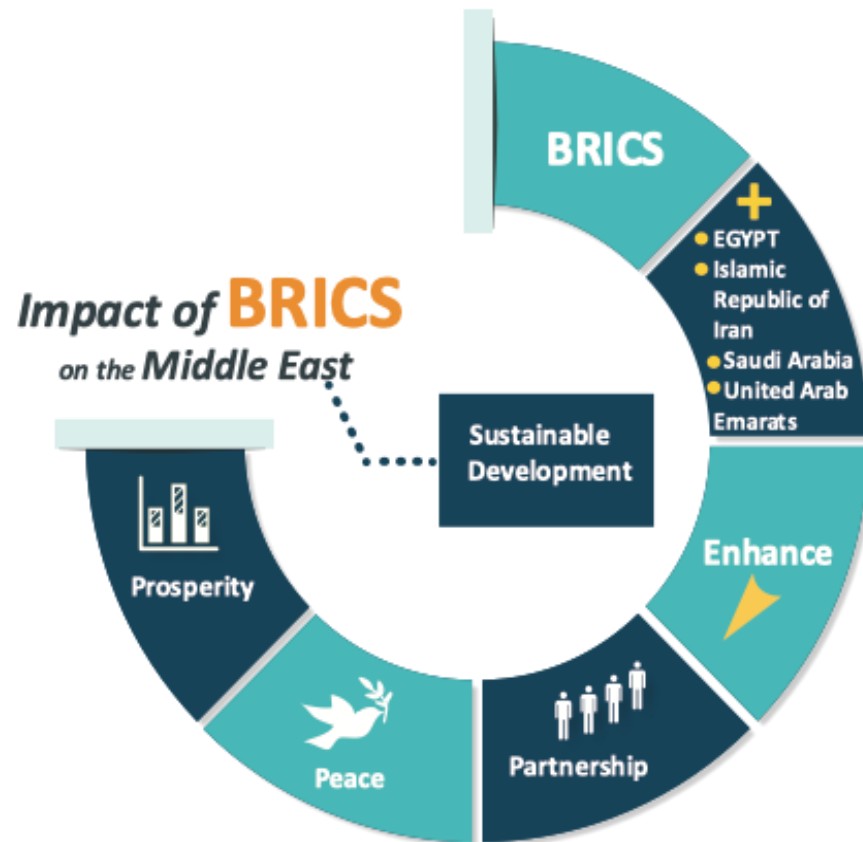 BRICS
EGYPT
Islamic
Republic of
Iran
Saudi Arabia
United Arab
Emarats
Impact of BRICS
on the Middle East
Sustainable
Development
Enhance
Partnership
Peace
Prosperity